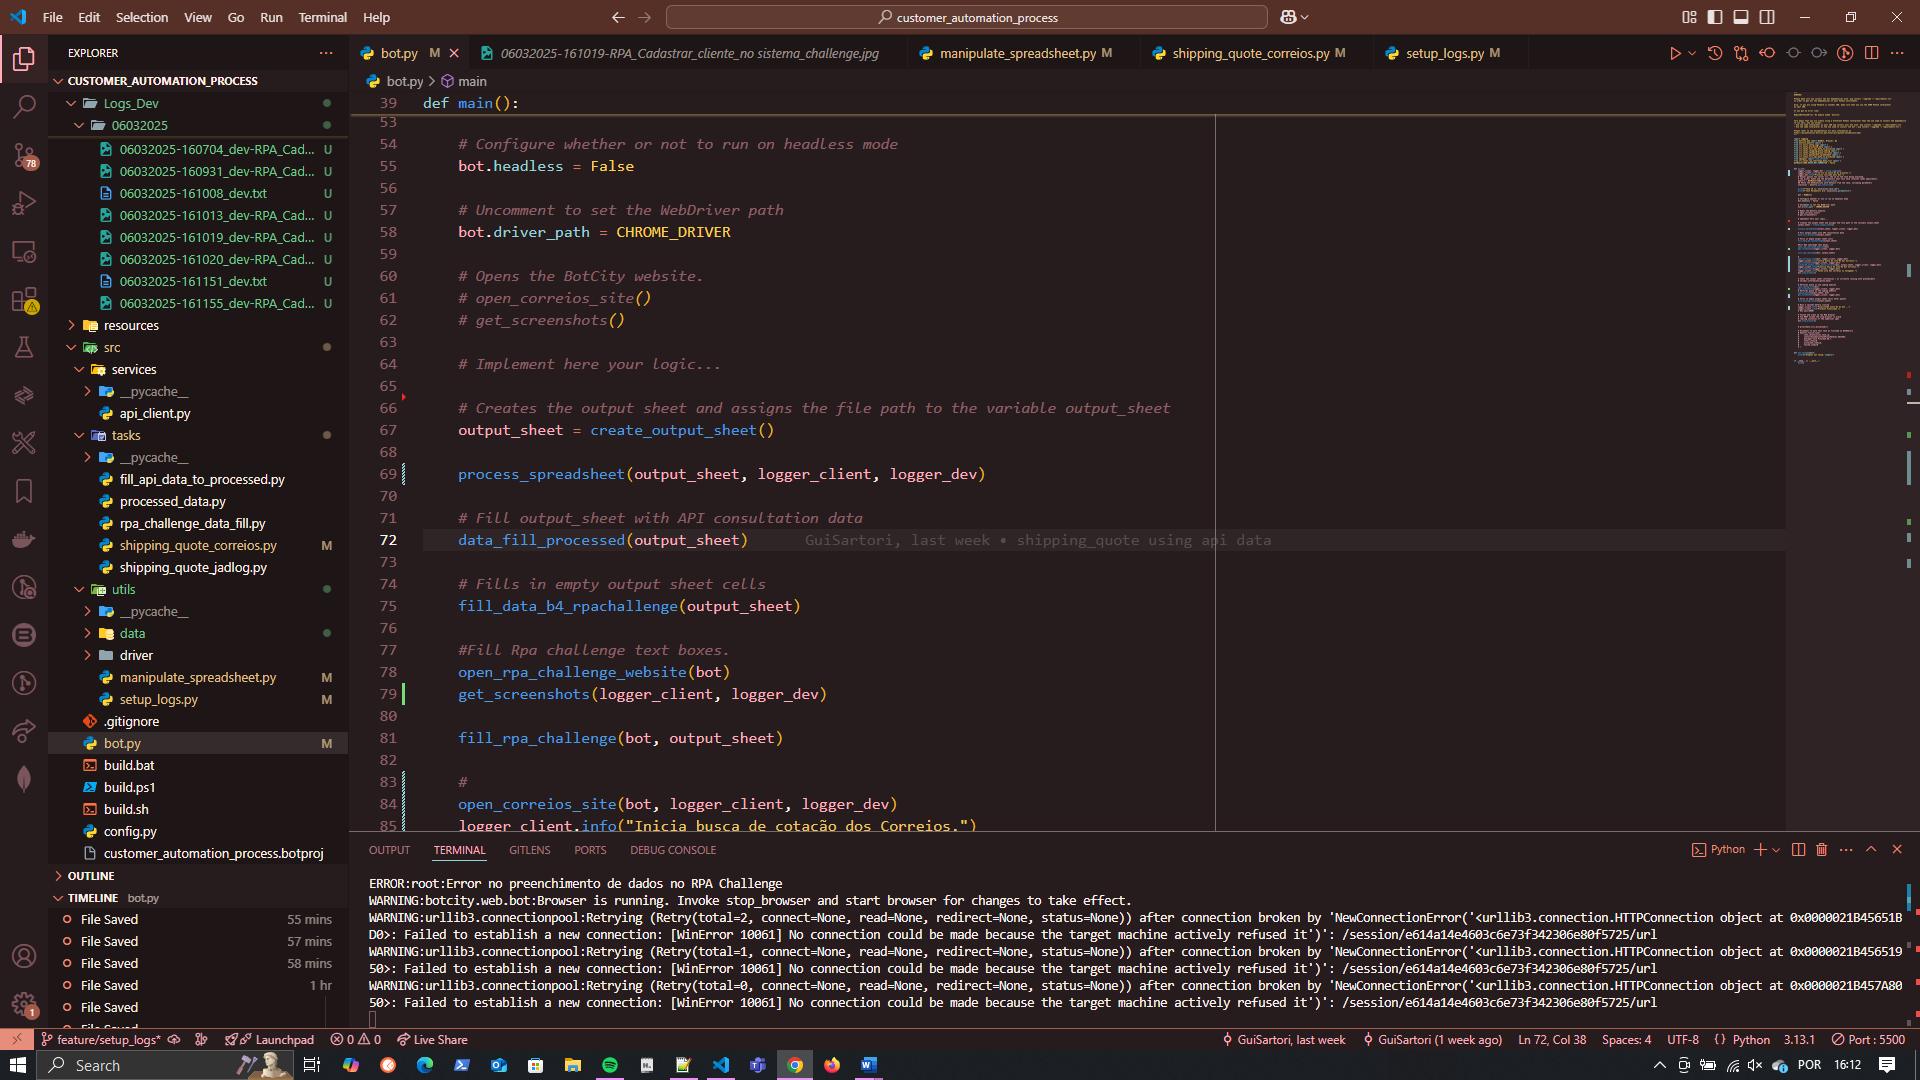 File Edit Selection View Go Run Terminal Help
customer_automation_process
EXPLORER
CUSTOMER_AUTOMATION_PROCESS
Logs_Dev
06032025
06032025-160704_dev-RPA_Cad... U
06032025-160931_dev-RPA_Cad... U
06032025-161008_dev.txt U
06032025-161013_dev-RPA_Cad... U
06032025-161019_dev-RPA_Cad... U
06032025-161020_dev-RPA_Cad... U
06032025-161151_dev.txt U
06032025-161155_dev-RPA_Cad... U
resources
src
services
__pycache__
api_client.py
tasks
__pycache__
fill_api_data_to_processed.py
processed_data.py
rpa_challenge_data_fill.py
shipping_quote_correios.py M
shipping_quote_jadlog.py
utils
__pycache__
data
driver
manipulate_spreadsheet.py M
setup_logs.py M
.gitignore
bot.py M
build.bat
build.ps1
build.sh
config.py
customer_automation_process.botproj
OUTLINE
TIMELINE bot.py
File Saved 55 mins
File Saved 57 mins
File Saved 58 mins
File Saved 1 hr
File Saved
78
1
bot.py M
06032025-161019-RPA_Cadastrar_cliente_no sistema_challenge.jpg
manipulate_spreadsheet.py M
shipping_quote_correios.py M
setup_logs.py M
bot.py > main
39 def main():
53
54 # Configure whether or not to run on headless mode
55 bot.headless = False
56
57 # Uncomment to set the WebDriver path
58 bot.driver_path = CHROME_DRIVER
59
60 # Opens the BotCity website.
61 # open_correios_site()
62 # get_screenshots()
63
64 # Implement here your logic...
65
66 # Creates the output sheet and assigns the file path to the variable output_sheet
67 output_sheet = create_output_sheet()
68
69 process_spreadsheet(output_sheet, logger_client, logger_dev)
70
71 # Fill output_sheet with API consultation data
72 data_fill_processed(output_sheet) GuiSartori, last week • shipping_quote using api data
73
74 # Fills in empty output sheet cells
75 fill_data_b4_rpachallenge(output_sheet)
76
77 #Fill Rpa challenge text boxes.
78 open_rpa_challenge_website(bot)
79 get_screenshots(logger_client, logger_dev)
80
81 fill_rpa_challenge(bot, output_sheet)
82
83 #
84 open_correios_site(bot, logger_client, logger_dev)
85 logger_client.info("Inicia busca de cotação dos Correios.")
OUTPUT TERMINAL GITLENS PORTS DEBUG CONSOLE
Python
ERROR:root:Error no preenchimento de dados no RPA Challenge
WARNING:botcity.web.bot:Browser is running. Invoke stop_browser and start browser for changes to take effect.
WARNING:urllib3.connectionpool:Retrying (Retry(total=2, connect=None, read=None, redirect=None, status=None)) after connection broken by 'NewConnectionError('<urllib3.connection.HTTPConnection object at 0x0000021B45651B
D0>: Failed to establish a new connection: [WinError 10061] No connection could be made because the target machine actively refused it')': /session/e614a14e4603c6e73f342306e80f5725/url
WARNING:urllib3.connectionpool:Retrying (Retry(total=1, connect=None, read=None, redirect=None, status=None)) after connection broken by 'NewConnectionError('<urllib3.connection.HTTPConnection object at 0x0000021B456519
50>: Failed to establish a new connection: [WinError 10061] No connection could be made because the target machine actively refused it')': /session/e614a14e4603c6e73f342306e80f5725/url
WARNING:urllib3.connectionpool:Retrying (Retry(total=0, connect=None, read=None, redirect=None, status=None)) after connection broken by 'NewConnectionError('<urllib3.connection.HTTPConnection object at 0x0000021B457A80
50>: Failed to establish a new connection: [WinError 10061] No connection could be made because the target machine actively refused it')': /session/e614a14e4603c6e73f342306e80f5725/url
feature/setup_logs* Launchpad 0 0 Live Share GuiSartori, last week GuiSartori (1 week ago) Ln 72, Col 38 Spaces: 4 UTF-8 {} Python 3.13.1 Port : 5500
Search
POR 16:12